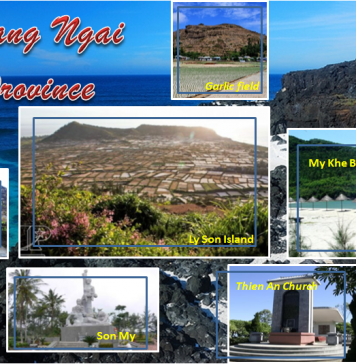 ang Ngai
Province
Garlic field
My Khe B
Ly Son Island
Thien An Church
Son My